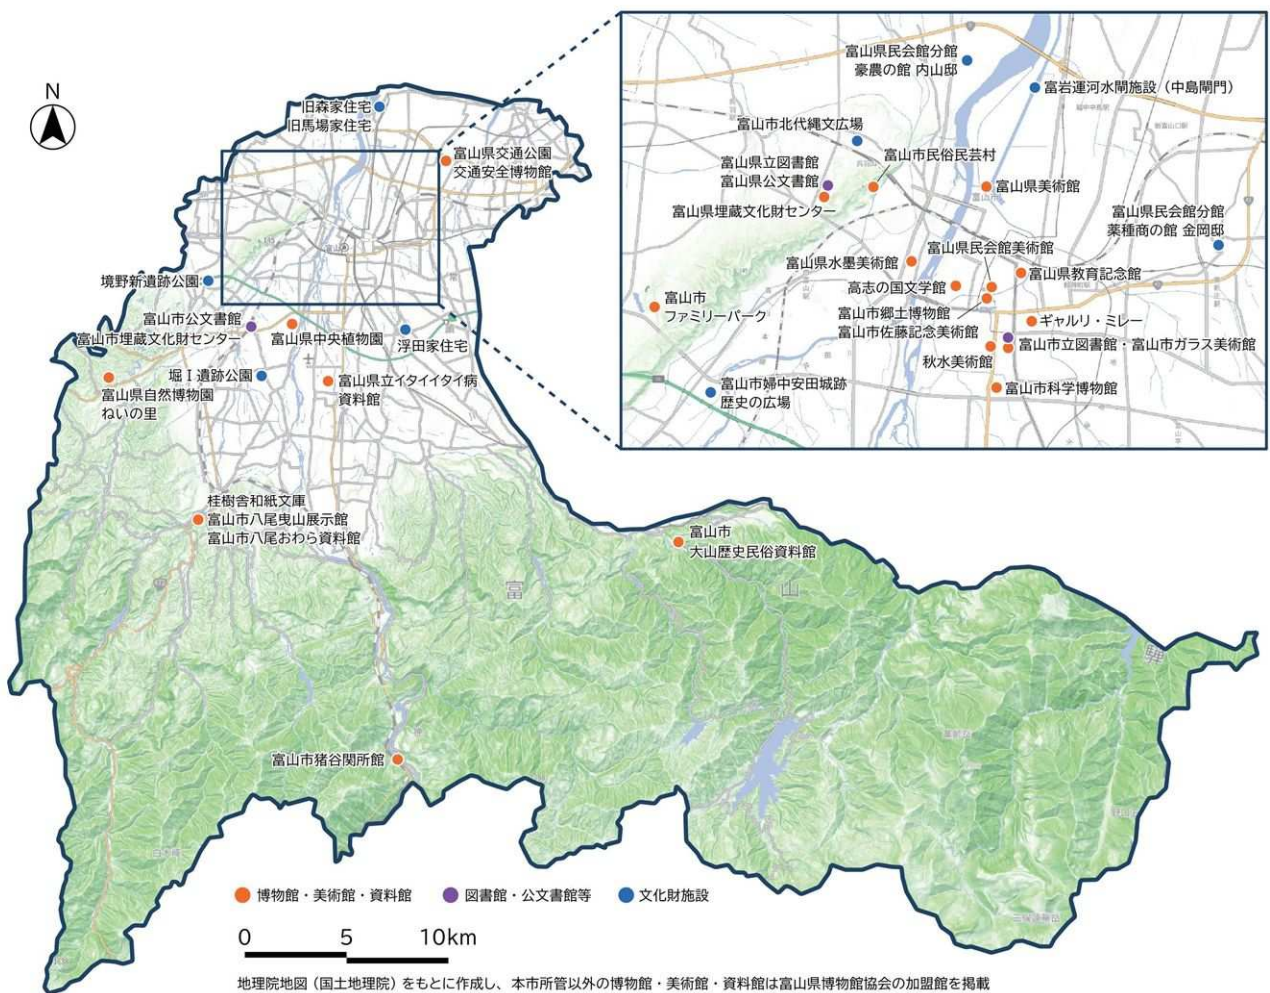 N
旧森家住宅
旧馬場家住宅
富山県交通公園
交通安全博物館
境野新遺跡公園
富山市公文書館
富山市埋蔵文化財センター
富山県中央植物園
浮田家住宅
堀Ⅰ遺跡公園
富山県立イタイイタイ病
資料館
富山県自然博物園
ねいの里
桂樹舎和紙文庫
富山市八尾曳山展示館
富山市八尾おわら資料館
富山市
大山歴史民俗資料館
富
山
富山市猪谷関所館
富山県民会館分館
豪農の館 内山邸
富岩運河水閘施設（中島閘門）
富山市北代縄文広場
富山市民俗民芸村
富山県立図書館
富山県公文書館
富山県埋蔵文化財センター
富山県美術館
富山県民会館分館
薬種商の館 金岡邸
富山県民会館美術館
富山県水墨美術館
富山県教育記念館
高志の国文学館
富山市
ファミリーパーク
富山市郷土博物館
富山市佐藤記念美術館
ギャルリ・ミレー
富山市立図書館・富山市ガラス美術館
秋水美術館
富山市婦中安田城跡
歴史の広場
富山市科学博物館
博物館・美術館・資料館
図書館・公文書館等
文化財施設
0 5 10km
地理院地図（国土地理院）をもとに作成し、本市所管以外の博物館・美術館・資料館は富山県博物館協会の加盟館を掲載